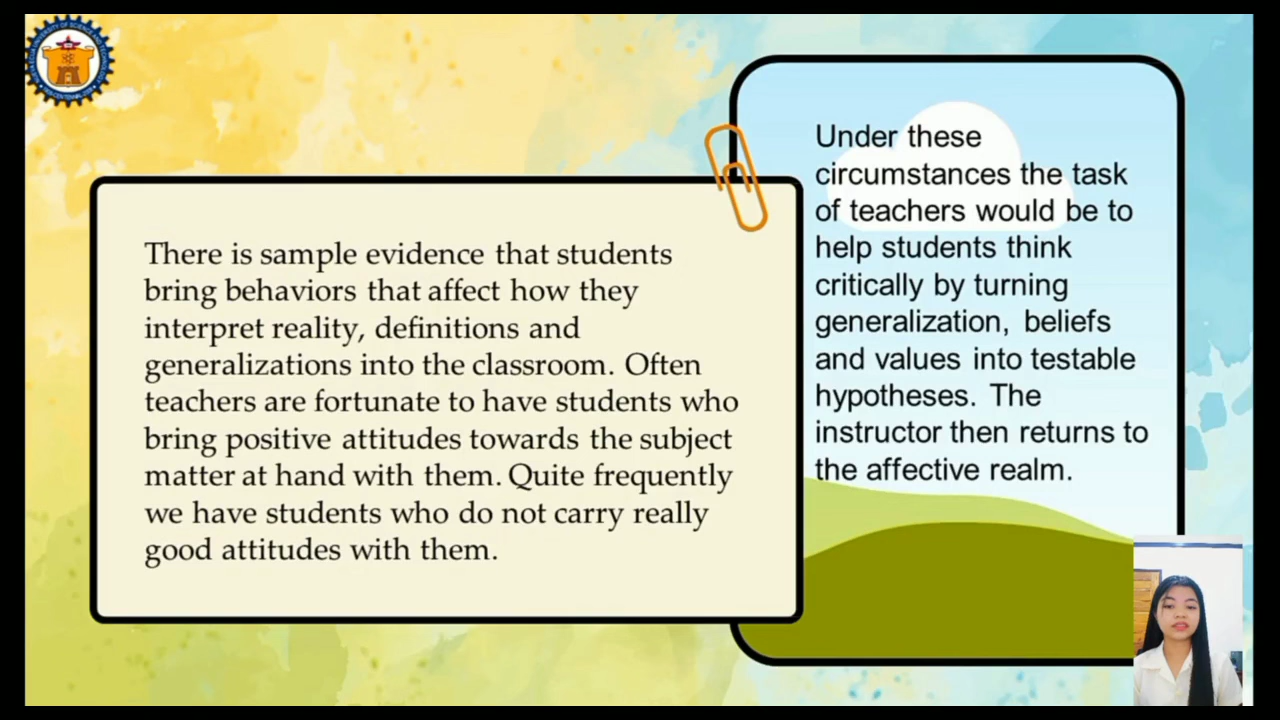 There is sample evidence that students
bring behaviors that affect how they
interpret reality, definitions and
generalizations into the classroom. Often
teachers are fortunate to have students who
bring positive attitudes towards the subject
matter at hand with them. Quite frequently
we have students who do not carry really
good attitudes with them.
Under these
circumstances the task
of teachers would be to
help students think
critically by turning
generalization, beliefs
and values into testable
hypotheses. The
instructor then returns to
the affective realm.